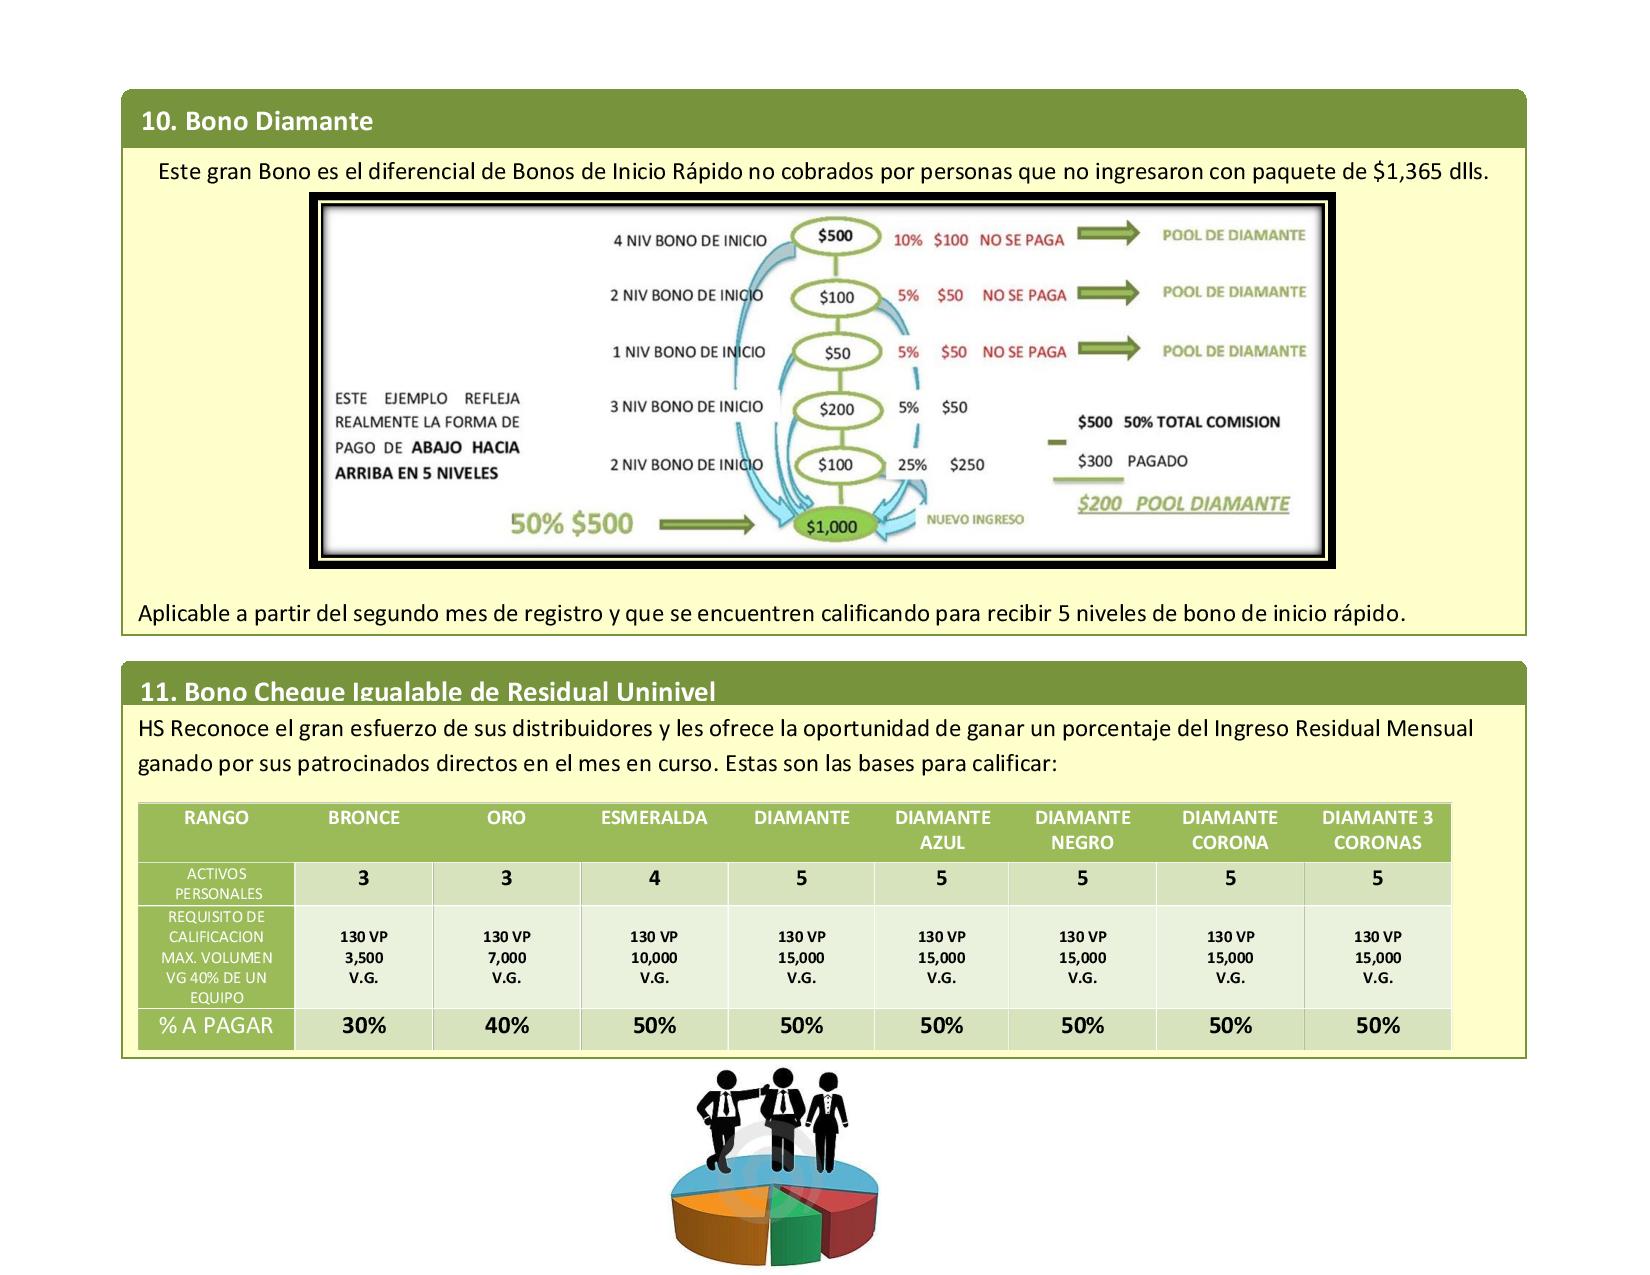 10. Bono Diamante
Este gran Bono es el diferencial de Bonos de Inicio Rápido no cobrados por personas que no ingresaron con paquete de $1,365 dlls.
4 NIV BONO DE INICIO $500 10% $100 NO SE PAGA POOL DE DIAMANTE
2 NIV BONO DE INICIO $100 5% $50 NO SE PAGA POOL DE DIAMANTE
1 NIV BONO DE INICIO $50 5% $50 NO SE PAGA POOL DE DIAMANTE
3 NIV BONO DE INICIO $200 5% $50
2 NIV BONO DE INICIO $100 25% $250
ESTE EJEMPLO REFLEJA
REALMENTE LA FORMA DE
PAGO DE ABAJO HACIA
ARRIBA EN 5 NIVELES
$500 50% TOTAL COMISION
$300 PAGADO
$200 POOL DIAMANTE
50% $500 $1,000 NUEVO INGRESO
Aplicable a partir del segundo mes de registro y que se encuentren calificando para recibir 5 niveles de bono de inicio rápido.
11. Bono Cheque Igualable de Residual Uninivel
HS Reconoce el gran esfuerzo de sus distribuidores y les ofrece la oportunidad de ganar un porcentaje del Ingreso Residual Mensual
ganado por sus patrocinados directos en el mes en curso. Estas son las bases para calificar:
RANGO BRONCE ORO ESMERALDA DIAMANTE DIAMANTE DIAMANTE DIAMANTE DIAMANTE 3
AZUL NEGRO CORONA CORONAS
ACTIVOS
PERSONALES
3 3 4 5 5 5 5 5
REQUISITO DE
CALIFICACION
MAX. VOLUMEN
VG 40% DE UN
EQUIPO
130 VP 130 VP 130 VP 130 VP 130 VP 130 VP 130 VP 130 VP
3,500 7,000 10,000 15,000 15,000 15,000 15,000 15,000
V.G. V.G. V.G. V.G. V.G. V.G. V.G. V.G.
% A PAGAR 30% 40% 50% 50% 50% 50% 50% 50%